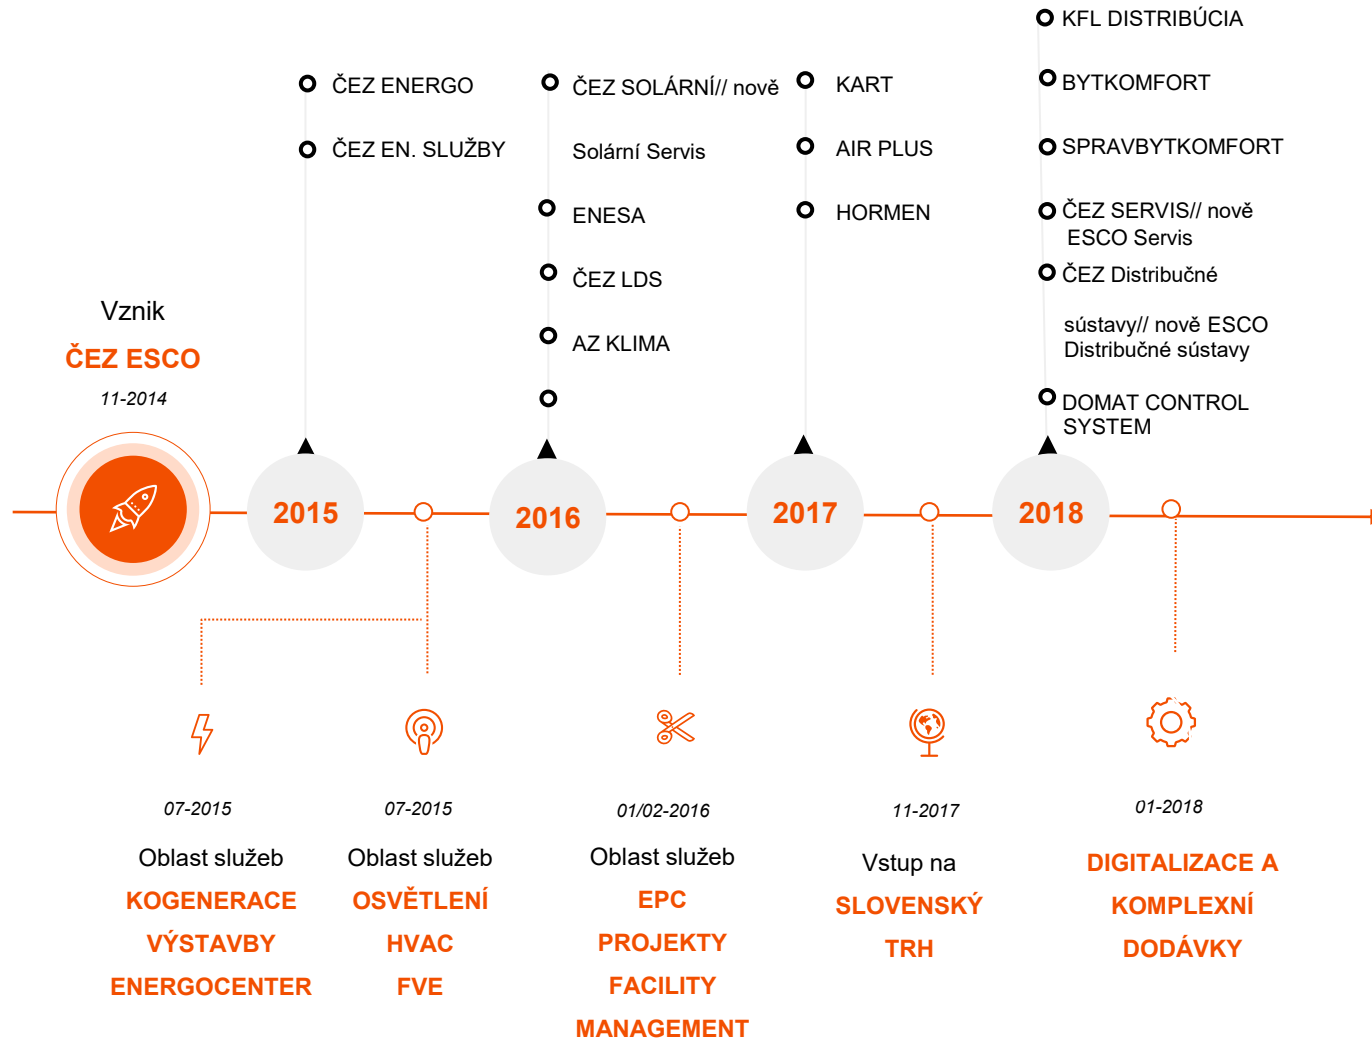 Vznik
ČEZ ESCO
11-2014
2015
ČEZ ENERGO
ČEZ EN. SLUŽBY
2016
ČEZ SOLÁRNÍ// nově
Solární Servis
ENESA
ČEZ LDS
AZ KLIMA
2017
KART
AIR PLUS
HORMEN
2018
KFL DISTRIBÚCIA
BYTKOMFORT
SPRAVBYTKOMFORT
ČEZ SERVIS// nově
ESCO Servis
ČEZ Distribučné
sústavy// nově ESCO
Distribučné sústavy
DOMAT CONTROL
SYSTEM
07-2015
Oblast služeb
KOGENERACE
VÝSTAVBY
ENERGOCENTER
07-2015
Oblast služeb
OSVĚTLENÍ
HVAC
FVE
01/02-2016
Oblast služeb
EPC
PROJEKTY
FACILITY
MANAGEMENT
11-2017
Vstup na
SLOVENSKÝ
TRH
01-2018
DIGITALIZACE A
KOMPLEXNÍ
DODÁVKY